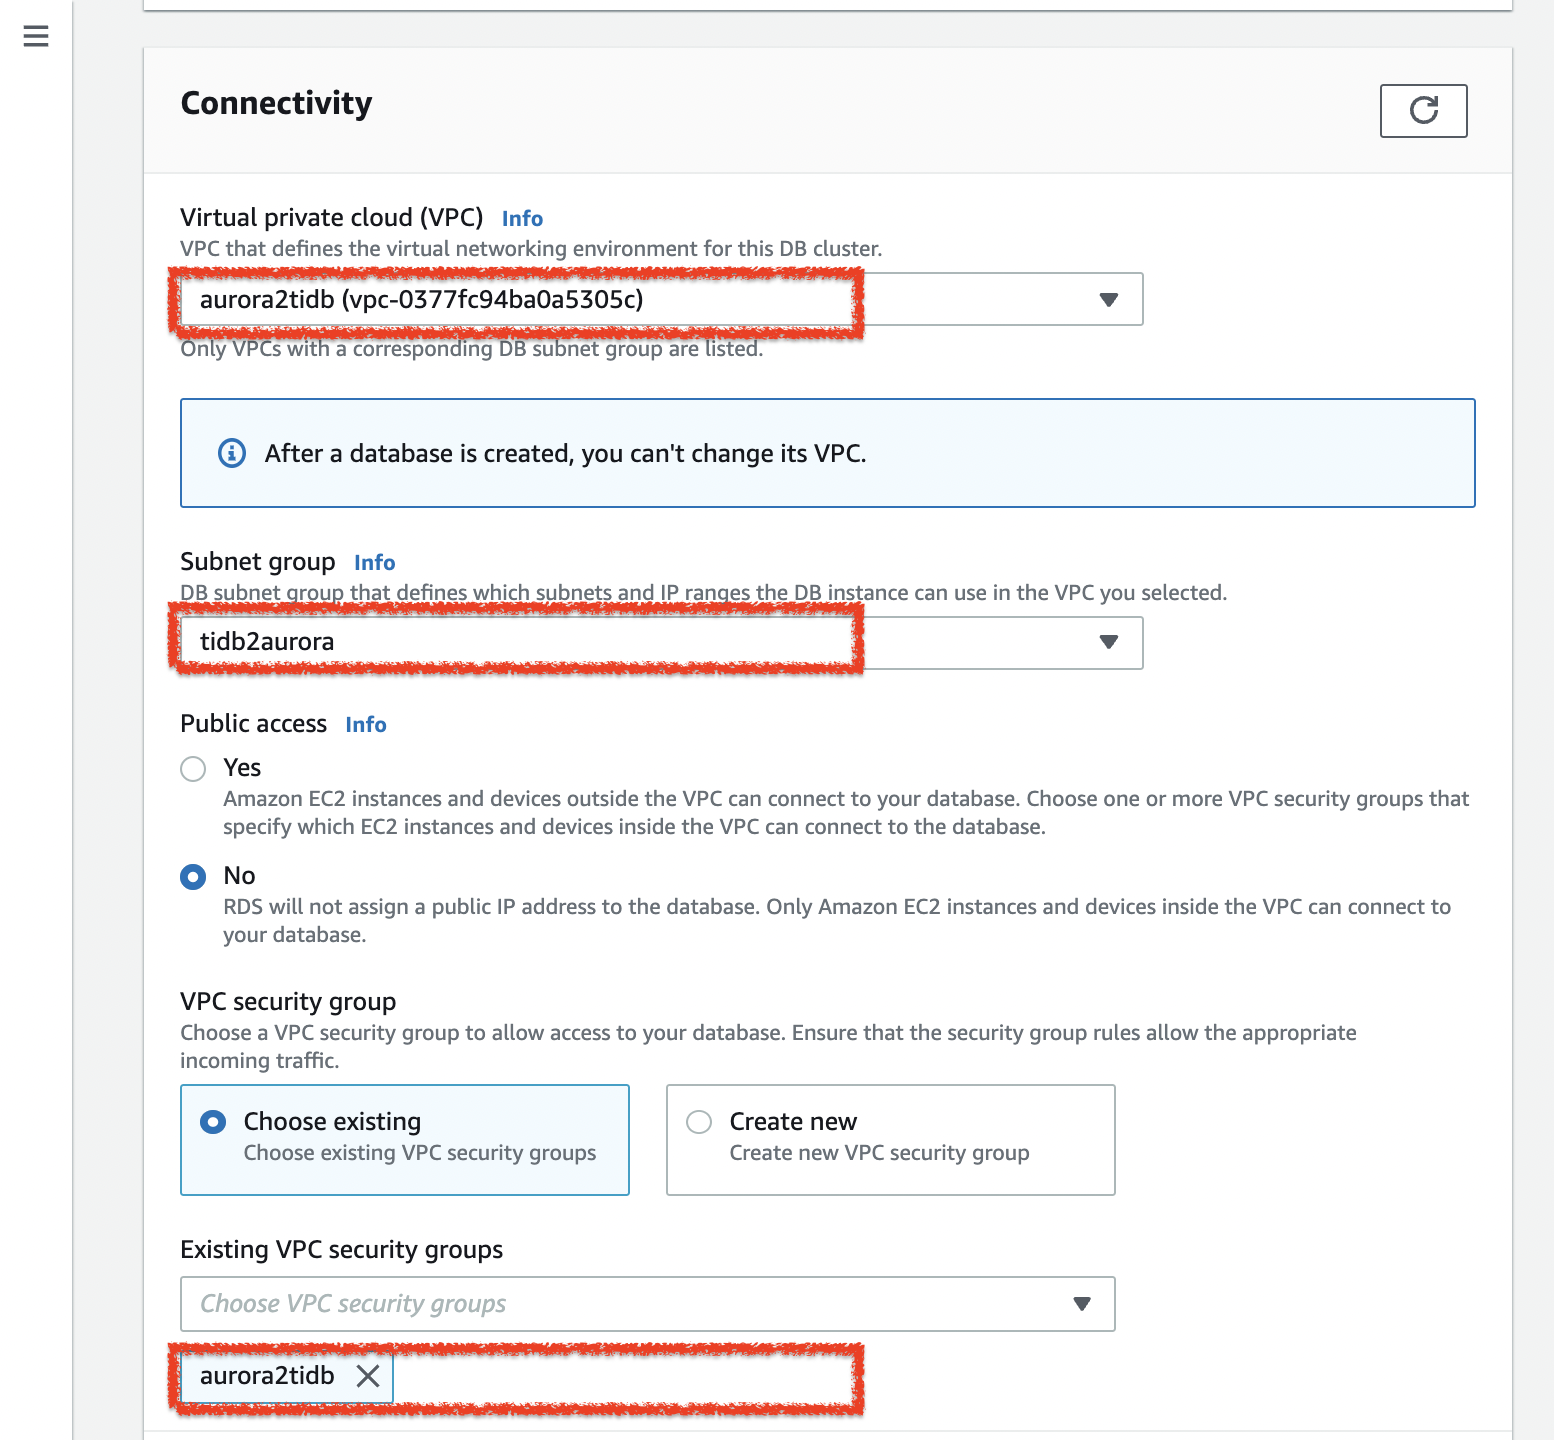 Connectivity
Virtual private cloud (VPC) Info
VPC that defines the virtual networking environment for this DB cluster.
aurora2tidb (vpc-0377fc94ba0a5305c)
Only VPCs with a corresponding DB subnet group are listed.
After a database is created, you can't change its VPC.
Subnet group Info
DB subnet group that defines which subnets and IP ranges the DB instance can use in the VPC you selected.
tidb2aurora
Public access Info
Yes
Amazon EC2 instances and devices outside the VPC can connect to your database. Choose one or more VPC security groups that
specify which EC2 instances and devices inside the VPC can connect to the database.
No
RDS will not assign a public IP address to the database. Only Amazon EC2 instances and devices inside the VPC can connect to
your database.
VPC security group
Choose a VPC security group to allow access to your database. Ensure that the security group rules allow the appropriate
incoming traffic.
Choose existing
Choose existing VPC security groups
Create new
Create new VPC security group
Existing VPC security groups
Choose VPC security groups
aurora2tidb